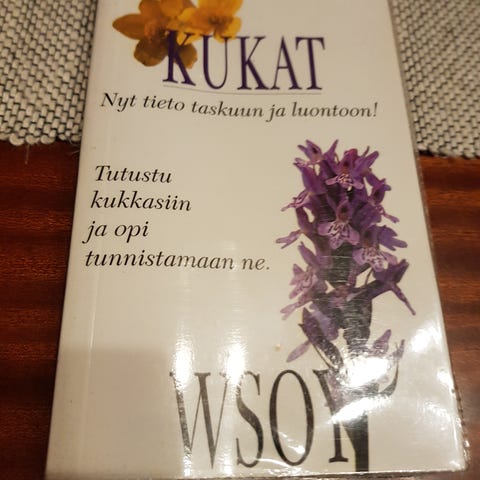 KUKAT
Nyt tieto taskuun ja luontoon!
Tutustu
kukkasiin
ja opi
tunnistamaan ne.
WSOY